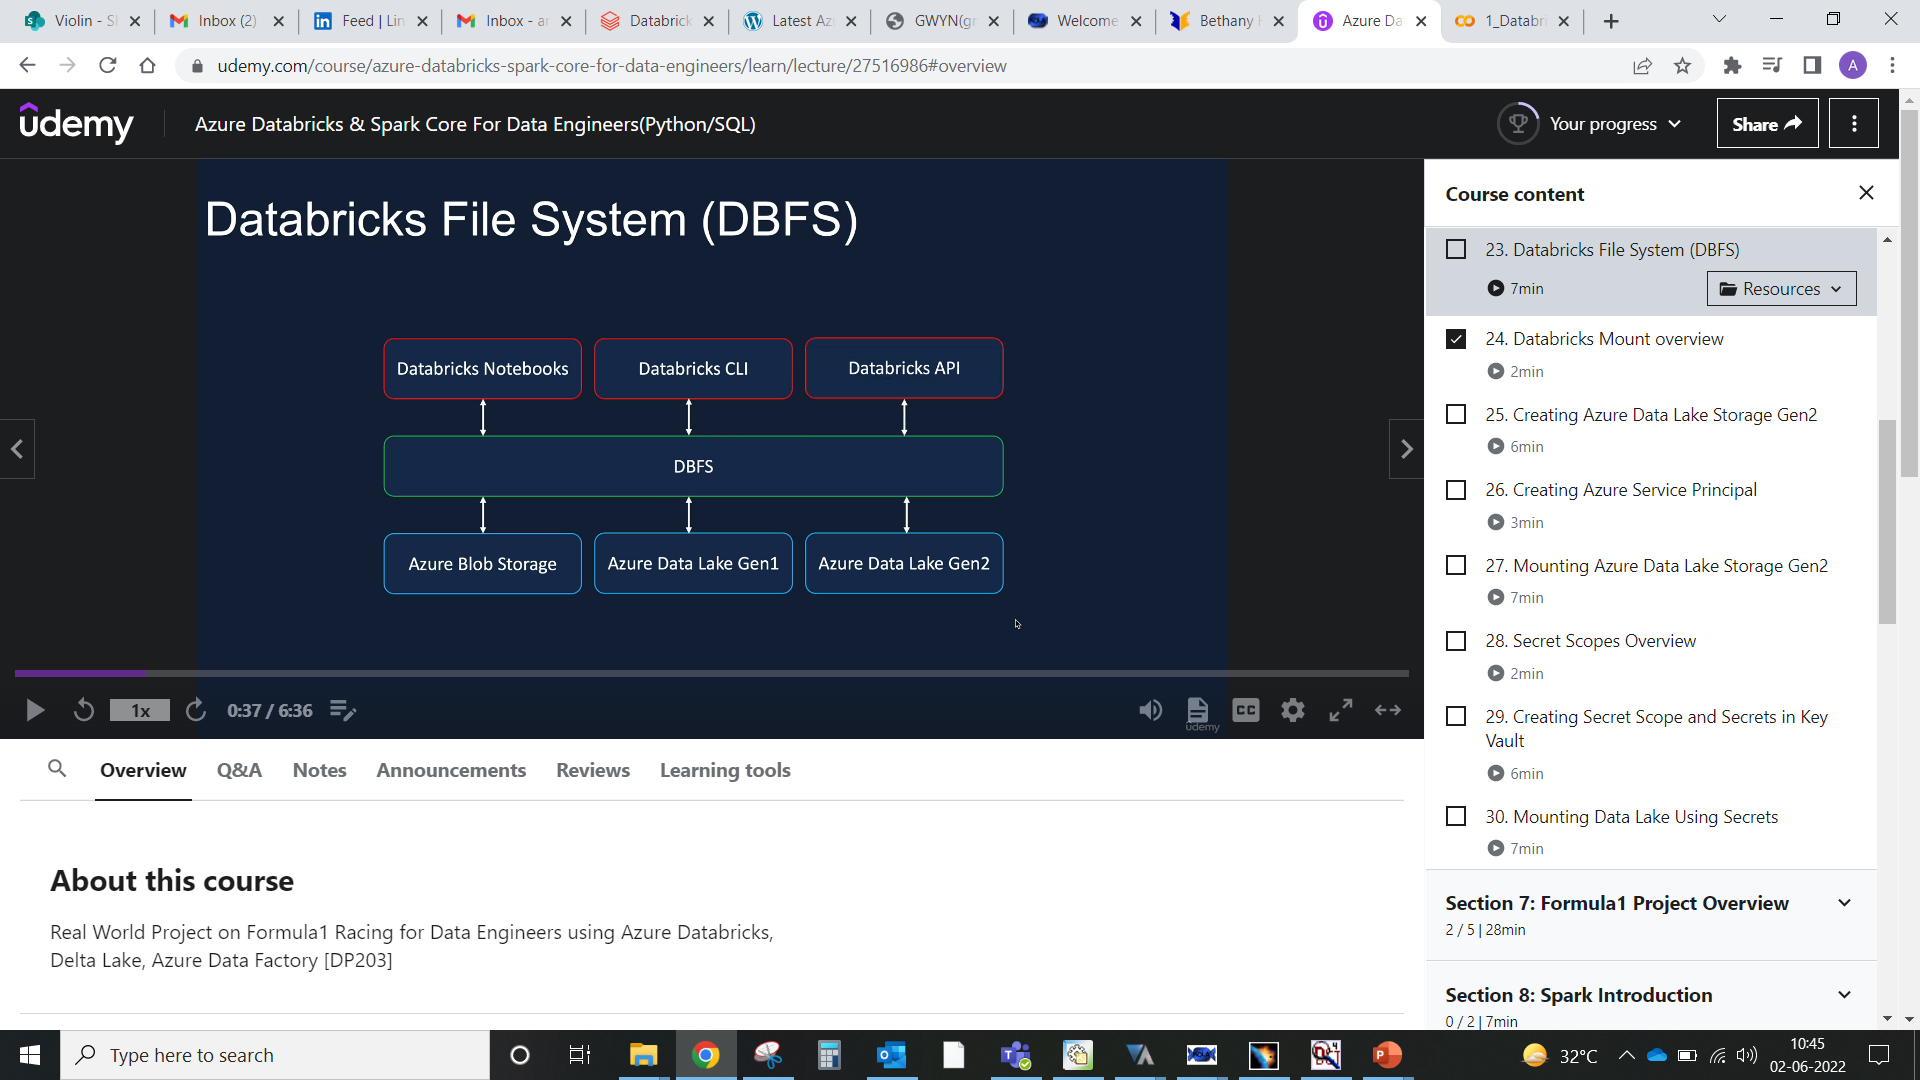 Violin - S
Inbox (2)
Feed | Lin
Inbox - a
Databrick
Latest Az
GWYN(gr
Welcome
Bethany
Azure Da
1_Databri
udemy.com/course/azure-databricks-spark-core-for-data-engineers/learn/lecture/27516986#overview
A
udemy
Azure Databricks & Spark Core For Data Engineers(Python/SQL)
Your progress
Share
Databricks File System (DBFS)
Databricks Notebooks
Databricks CLI
Databricks API
DBFS
Azure Blob Storage
Azure Data Lake Gen1
Azure Data Lake Gen2
1x
0:37 / 6:36
CC
udemy
Course content
23. Databricks File System (DBFS)
7min
Resources
24. Databricks Mount overview
2min
25. Creating Azure Data Lake Storage Gen2
6min
26. Creating Azure Service Principal
3min
27. Mounting Azure Data Lake Storage Gen2
7min
28. Secret Scopes Overview
2min
29. Creating Secret Scope and Secrets in Key
Vault
6min
30. Mounting Data Lake Using Secrets
7min
Section 7: Formula1 Project Overview
2 / 5 | 28min
Section 8: Spark Introduction
0 / 2 | 7min
Overview
Q&A
Notes
Announcements
Reviews
Learning tools
About this course
Real World Project on Formula1 Racing for Data Engineers using Azure Databricks,
Delta Lake, Azure Data Factory [DP203]
Type here to search
32°C
10:45
02-06-2022